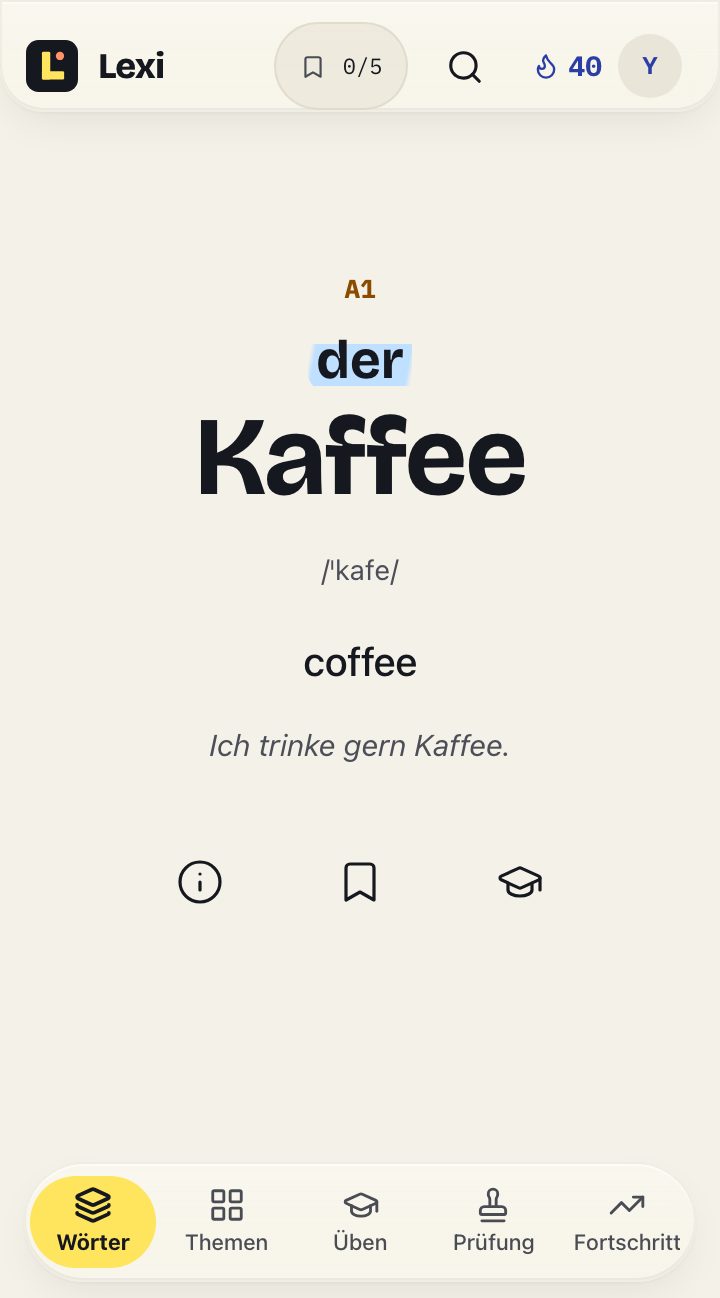 Lexi 0/5 40 Y
A1
der
Kaffee
/ˈkafe/
coffee
Ich trinke gern Kaffee.
Wörter Themen Üben Prüfung Fortschritt